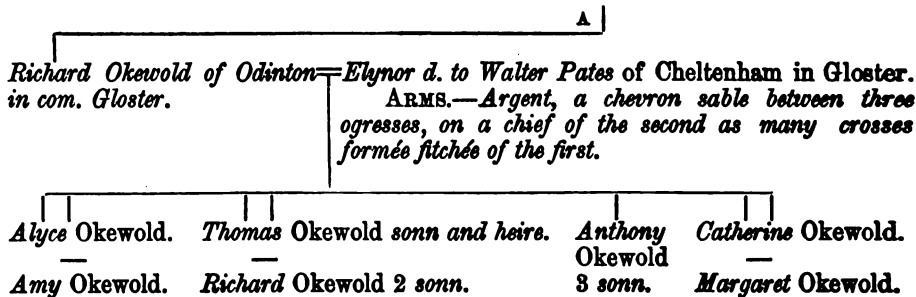 A
Richard Okewold of Odinton=Elynor d. to Walter Pates of Cheltenham in Gloster.
in com. Gloster.
ARMS.—Argent, a chevron sable between three
ogresses, on a chief of the second as many crosses
formée fitchée of the first.
Alyce Okewold. Thomas Okewold sonn and heire. Anthony Catherine Okewold.
— — Okewold —
Amy Okewold. Richard Okewold 2 sonn. 3 sonn. Margaret Okewold.